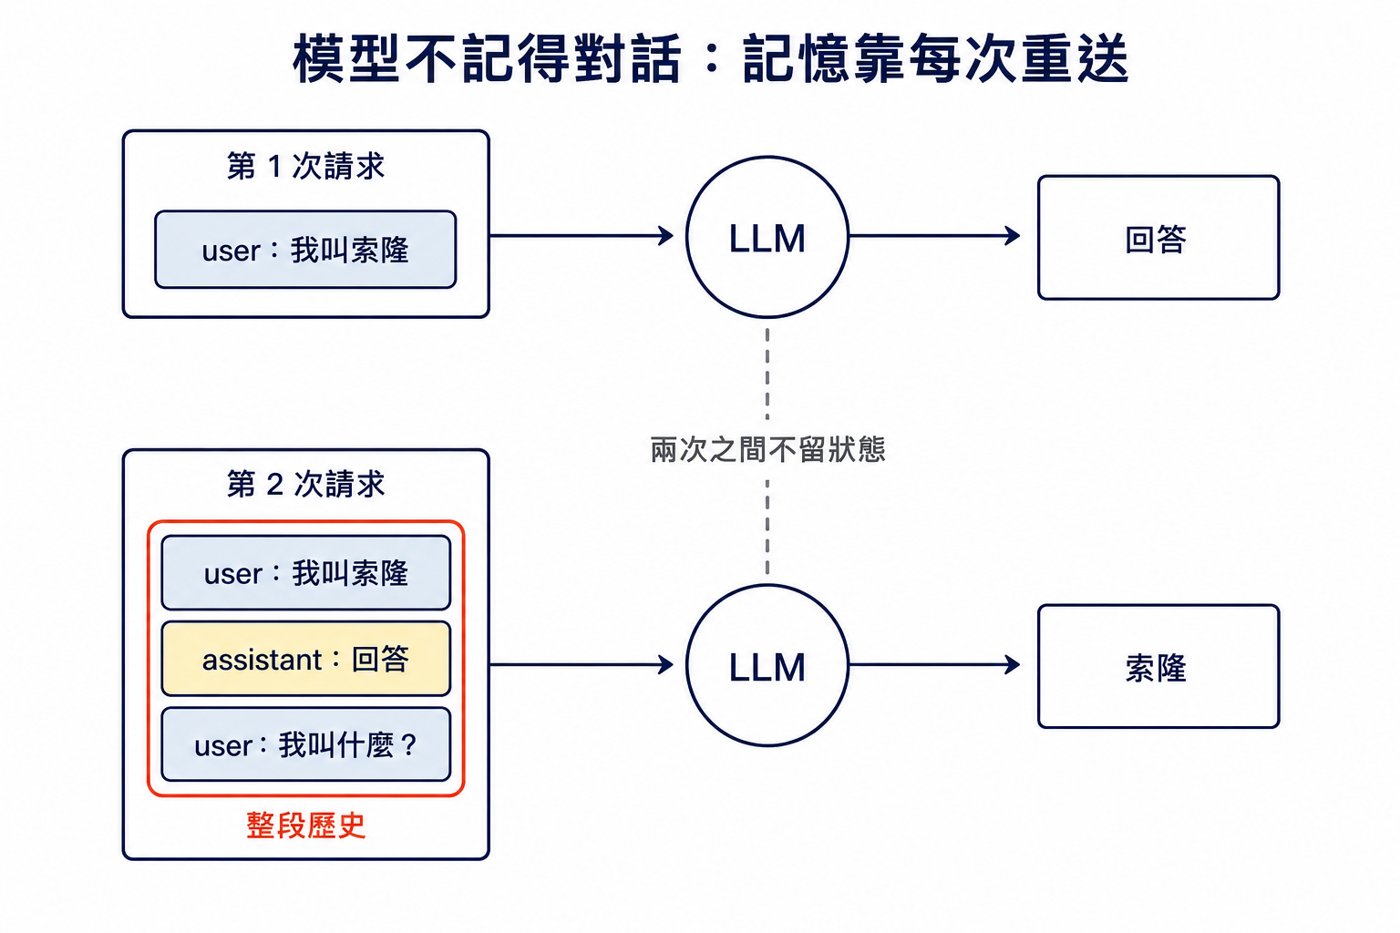 模型不記得對話：記憶靠每次重送
第 1 次請求
user：我叫索隆
LLM
回答
兩次之間不留狀態
第 2 次請求
user：我叫索隆
assistant：回答
user：我叫什麼？
整段歷史
LLM
索隆